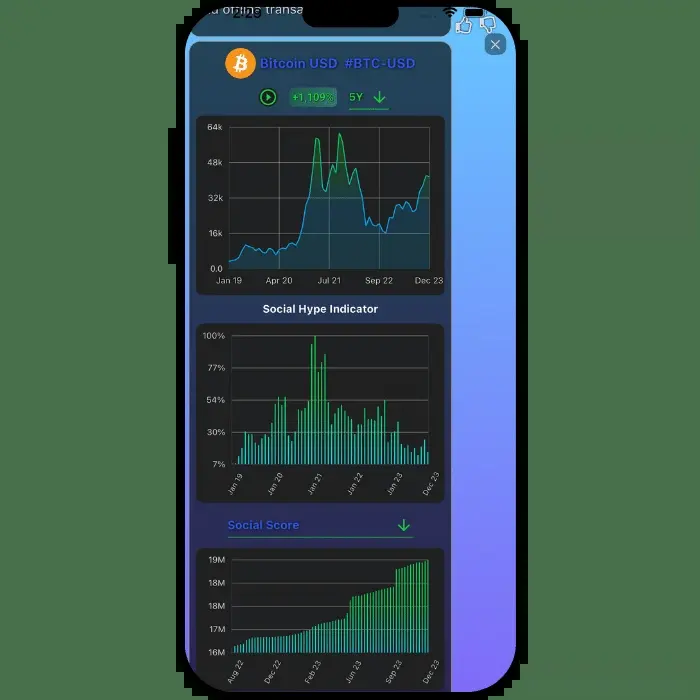 d offline transa
2:29
Bitcoin USD #BTC-USD
+1,109% 5Y
64k
48k
32k
16k
0.0
Jan 19 Apr 20 Jul 21 Sep 22 Dec 23
Social Hype Indicator
100%
77%
54%
30%
7%
Jan 19 Jan 20 Jan 21 Jan 22 Jan 23 Dec 23
Social Score
19M
18M
18M
17M
16M
Aug 22 Dec 22 Feb 23 Jun 23 Sep 23 Dec 23